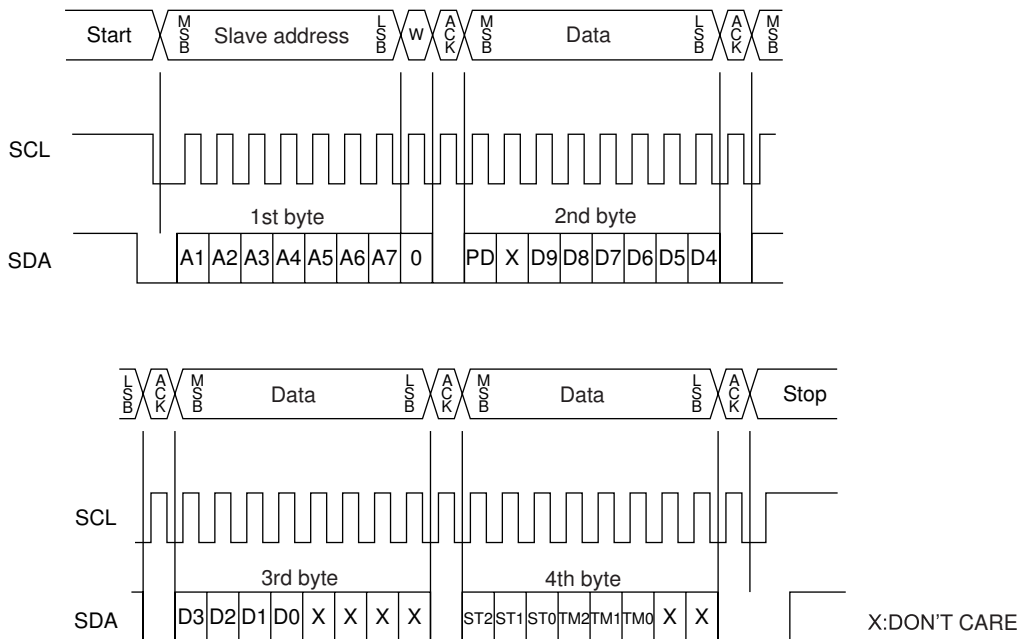 Start MSB Slave address LSB W ACK MSB Data LSB ACK MSB
SCL
1st byte 2nd byte
SDA A1 A2 A3 A4 A5 A6 A7 0 PD X D9 D8 D7 D6 D5 D4
LSB ACK MSB Data LSB ACK MSB Data LSB ACK Stop
SCL
3rd byte 4th byte
SDA D3 D2 D1 D0 X X X X ST2 ST1 ST0 TM2 TM1 TM0 X X X:DON'T CARE